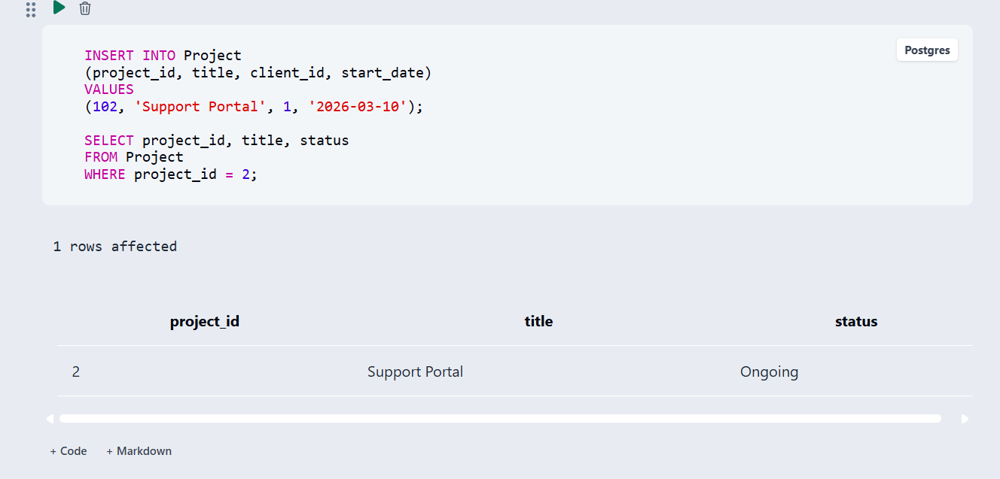 INSERT INTO Project
(project_id, title, client_id, start_date)
VALUES
(102, 'Support Portal', 1, '2026-03-10');
SELECT project_id, title, status
FROM Project
WHERE project_id = 2;
Postgres
1 rows affected
project_id title status
2 Support Portal Ongoing
+ Code + Markdown